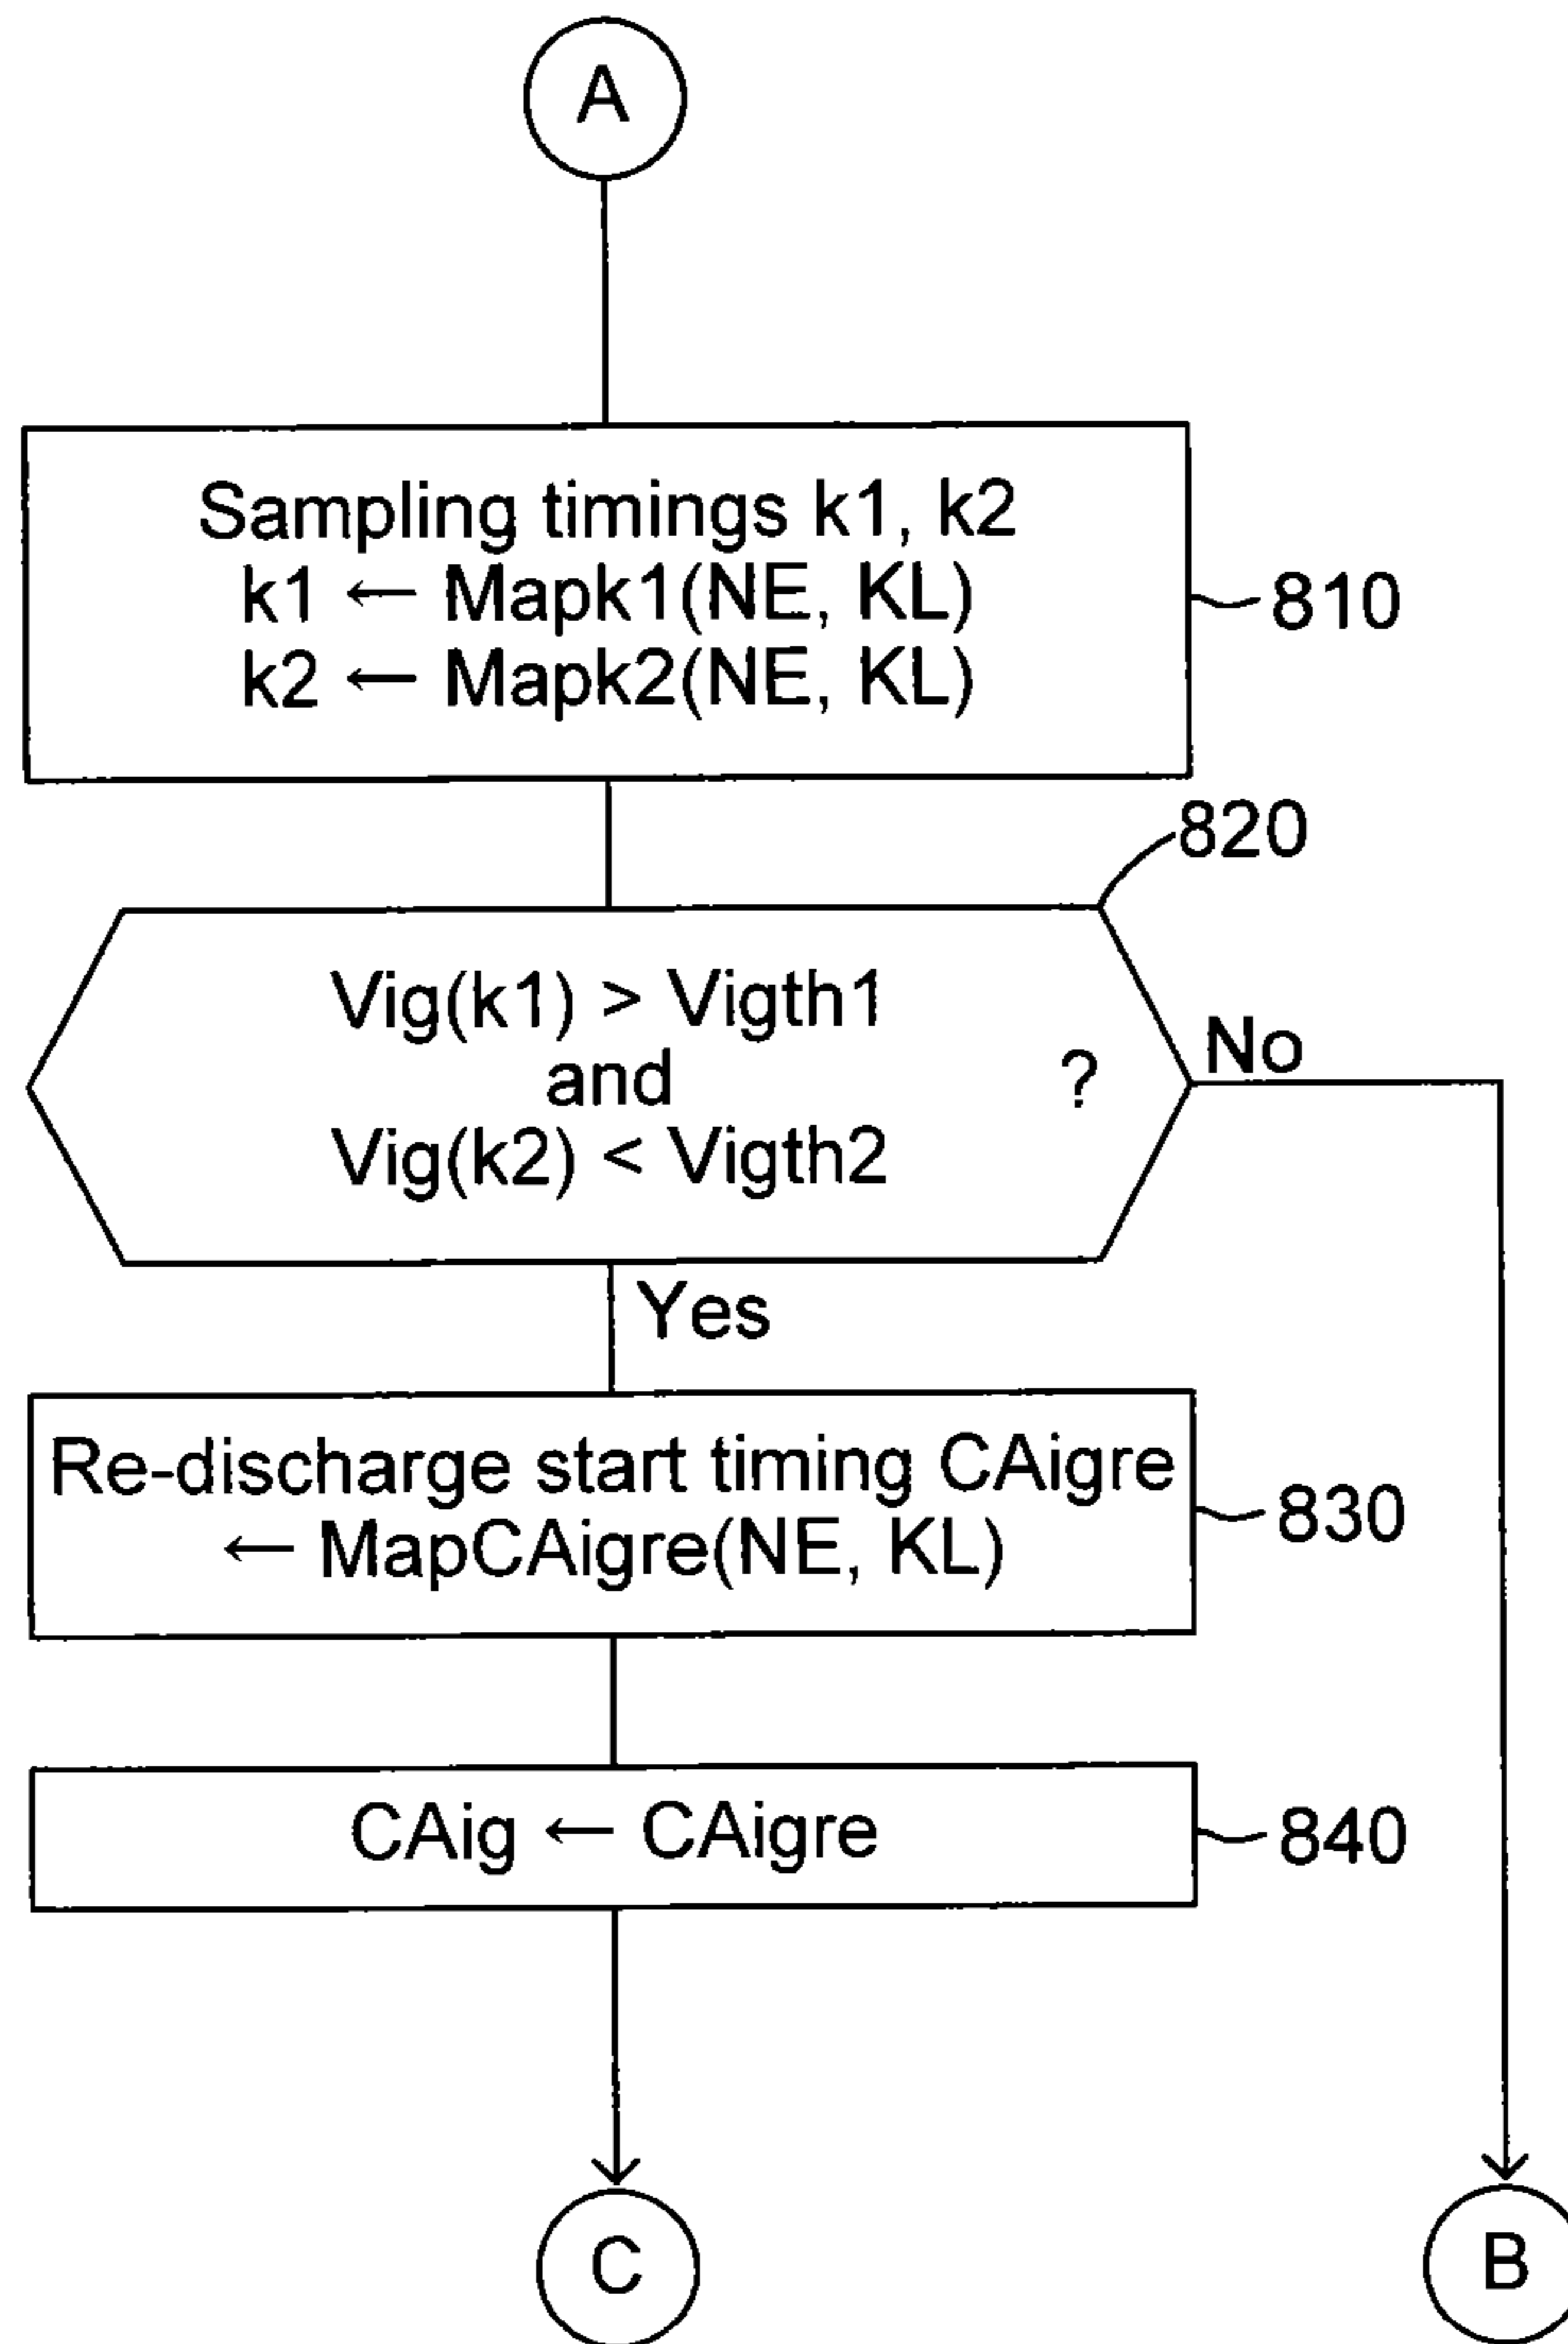 A
Sampling timings k1, k2
k1 ← Mapk1(NE, KL)
k2 ← Mapk2(NE, KL)
810
820
Vig(k1) > Vigth1
and
?
Vig(k2) < Vigth2
No
Yes
Re-discharge start timing CAigre
← MapCAigre(NE, KL)
830
CAig ← CAigre
840
C
B